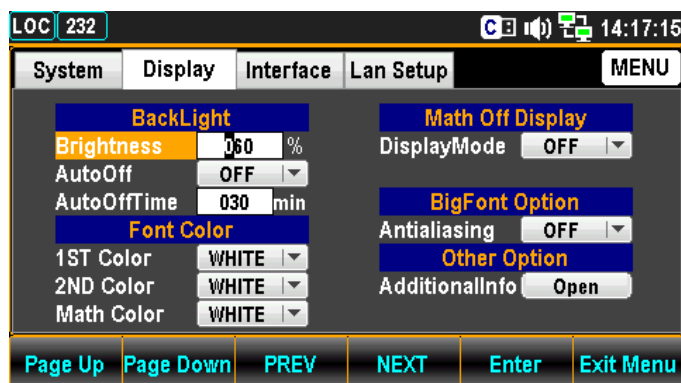 LOC 232 C 14:17:15
System Display Interface Lan Setup MENU
BackLight
Brightness 060 %
AutoOff OFF
AutoOffTime 030 min
Font Color
1ST Color WHITE
2ND Color WHITE
Math Color WHITE
Math Off Display
DisplayMode OFF
BigFont Option
Antialiasing OFF
Other Option
AdditionalInfo Open
Page Up Page Down PREV NEXT Enter Exit Menu